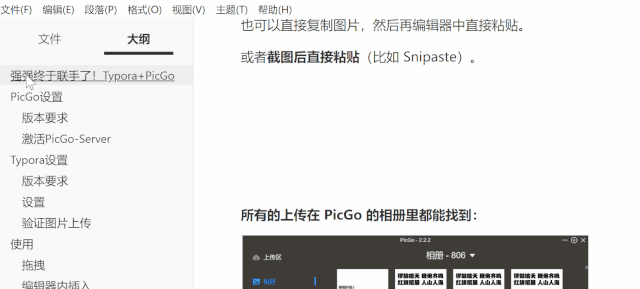 文件(F) 编辑(E) 段落(P) 格式(O) 视图(V) 主题(T) 帮助(H)
文件 大纲
强强终于联手了！Typora+PicGo
PicGo设置
版本要求
激活PicGo-Server
Typora设置
版本要求
设置
验证图片上传
使用
拖拽
编辑器内插入
也可以直接复制图片，然后再编辑器中直接粘贴。
或者截图后直接粘贴（比如 Snipaste）。
所有的上传在 PicGo 的相册里都能找到：
PicGo - 2.2.2
上传区
相册 - 806
相册